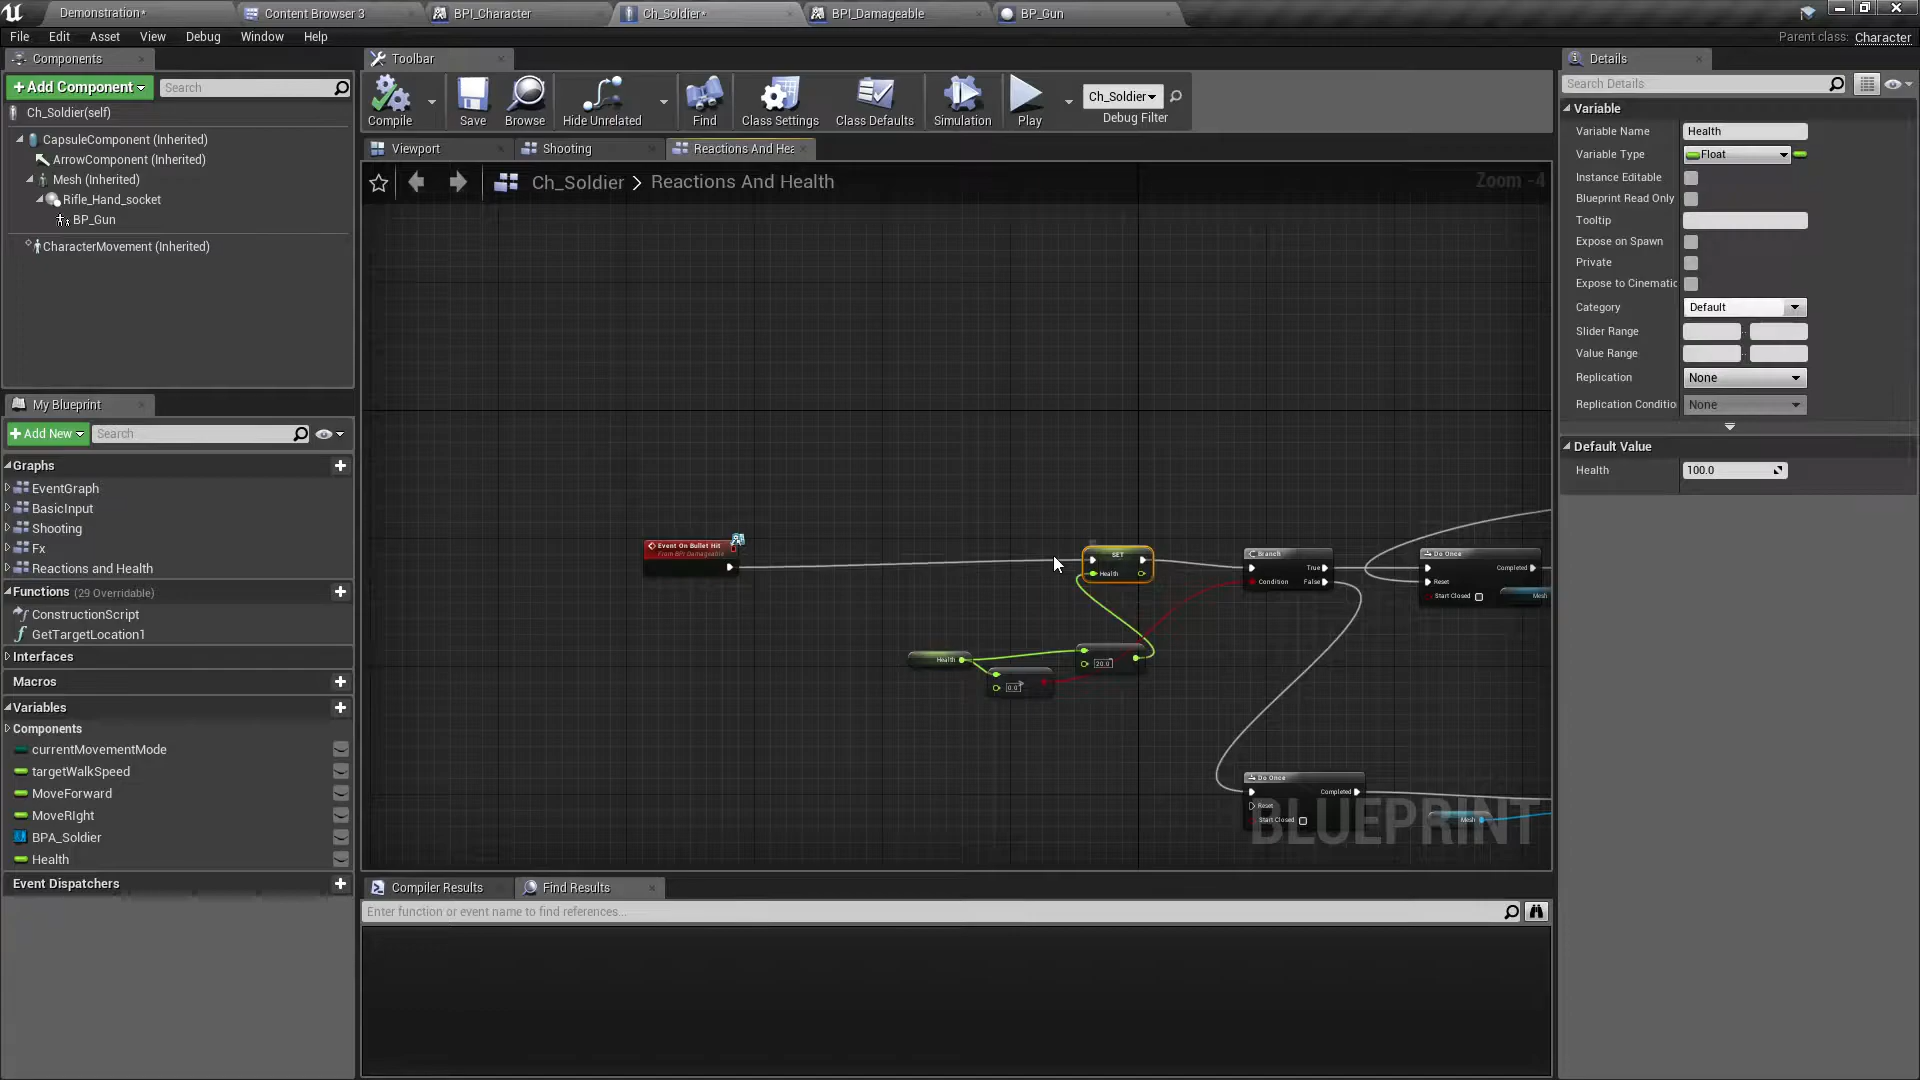 Demonstration*
Content Browser 3
BPI_Character
Ch_Soldier*
BPI_Damageable
BP_Gun
File Edit Asset View Debug Window Help
Parent class: Character
Components
+Add Component
Search
Ch_Soldier(self)
CapsuleComponent (Inherited)
ArrowComponent (Inherited)
Mesh (Inherited)
Rifle_Hand_socket
BP_Gun
CharacterMovement (Inherited)
Toolbar
Compile
Save
Browse
Hide Unrelated
Find
Class Settings
Class Defaults
Simulation
Play
Ch_Soldier
Debug Filter
Viewport
Shooting
Reactions And Hea
Ch_Soldier > Reactions And Health
Zoom -4
Event On Bullet Hit
From BPI Damageable
SET
Health
Branch
True
Condition False
Do Once
Completed
Reset
Start Closed
Mesh
Health
20.0
0.0
Do Once
Completed
Reset
Start Closed
Mesh
BLUEPRINT
My Blueprint
+Add New
Search
Graphs
EventGraph
BasicInput
Shooting
Fx
Reactions and Health
Functions (29 Overridable)
ConstructionScript
GetTargetLocation1
Interfaces
Macros
Variables
Components
currentMovementMode
targetWalkSpeed
MoveForward
MoveRIght
BPA_Soldier
Health
Event Dispatchers
Compiler Results
Find Results
Enter function or event name to find references...
Details
Search Details
Variable
Variable Name Health
Variable Type Float
Instance Editable
Blueprint Read Only
Tooltip
Expose on Spawn
Private
Expose to Cinematic
Category Default
Slider Range
Value Range
Replication None
Replication Conditio None
Default Value
Health 100.0